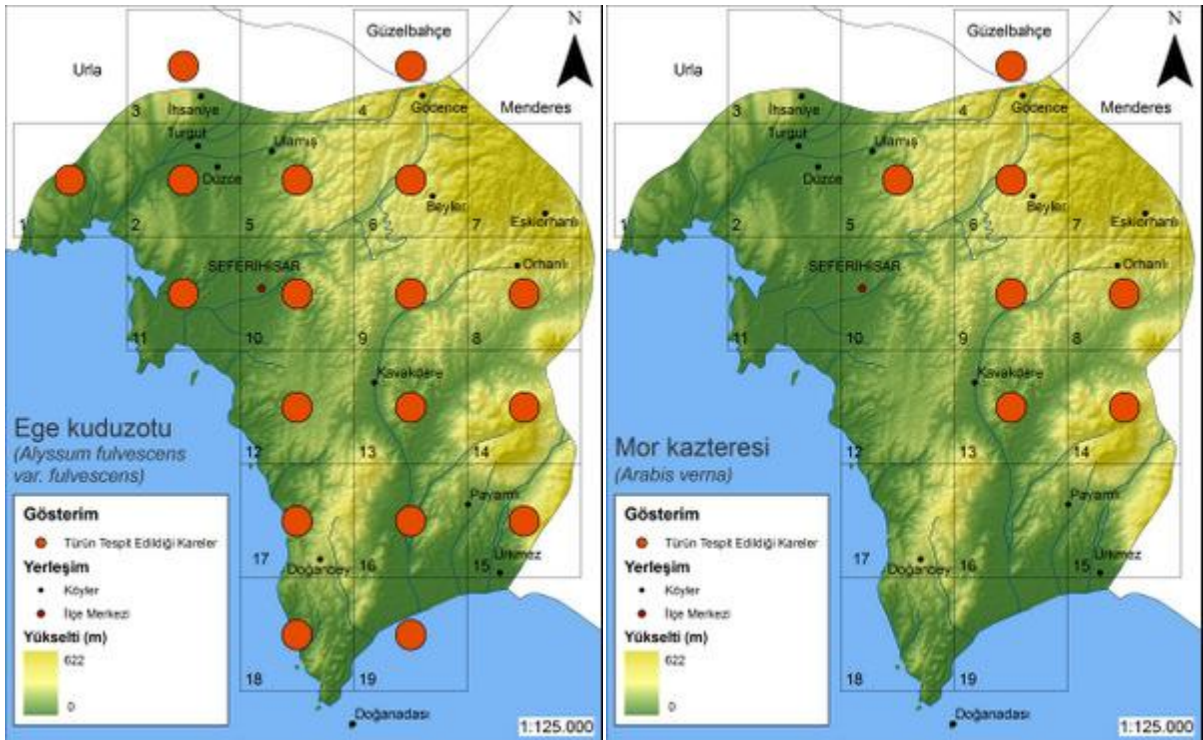 Güzelbahçe
N
Urla
İhsaniye
Gödence
Menderes
3
4
Turgut
Ulamış
Düzce
Beyler
Eskiorhanlı
1
2
5
6
7
SEFERİHİSAR
Orhanlı
11
10
9
8
Kavakdere
Ege kuduzotu
(Alyssum fulvescens
var. fulvescens)
12
13
14
Gösterim
Türün Tespit Edildiği Kareler
Yerleşim
Köyler
İlçe Merkezi
Yükselti (m)
622
0
Payamlı
17
Doğanbey
16
15
Ürkmez
18
19
Doğanadası
1:125.000
Güzelbahçe
N
Urla
İhsaniye
Gödence
Menderes
3
4
Turgut
Ulamış
Düzce
Beyler
Eskiorhanlı
1
2
5
6
7
SEFERİHİSAR
Orhanlı
11
10
9
8
Kavakdere
Mor kazteresi
(Arabis verna)
12
13
14
Gösterim
Türün Tespit Edildiği Kareler
Yerleşim
Köyler
İlçe Merkezi
Yükselti (m)
622
0
Payamlı
17
Doğanbey
16
15
Ürkmez
18
19
Doğanadası
1:125.000